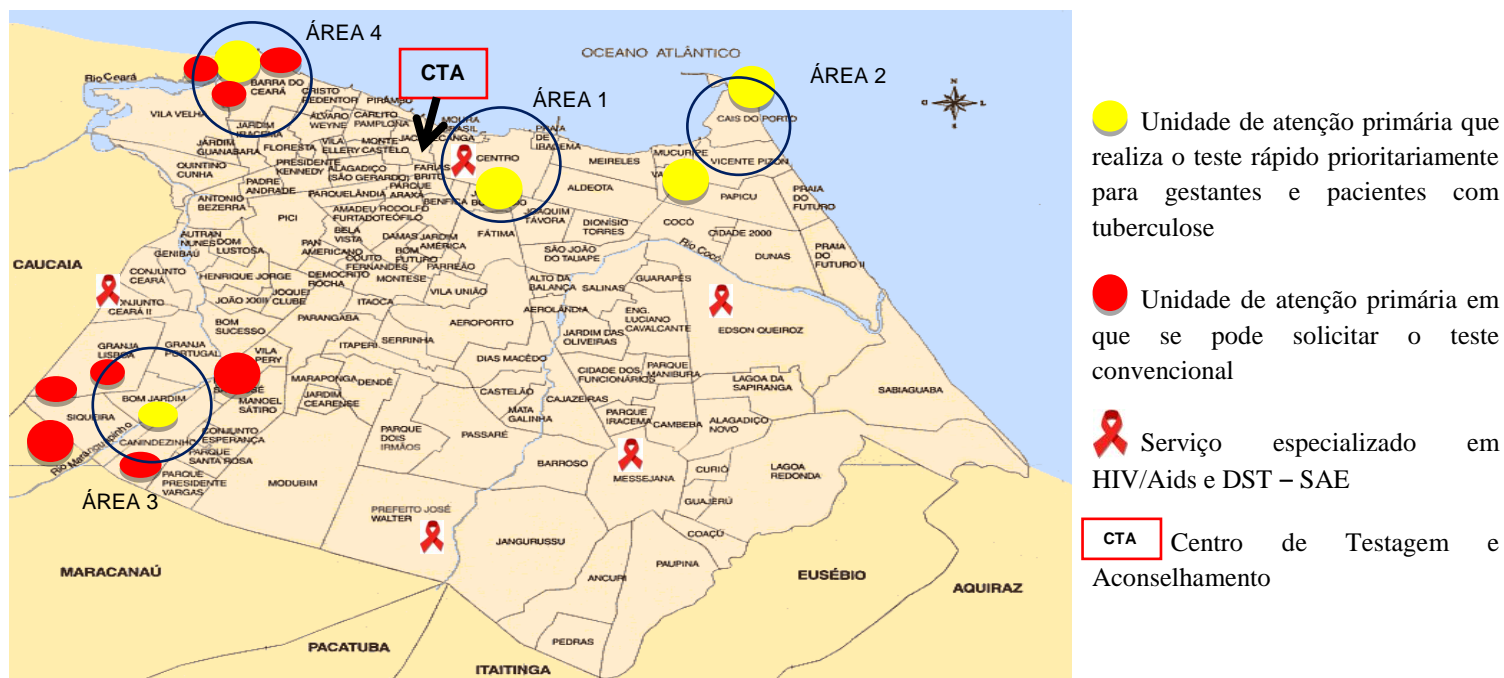 ÁREA 4
OCEANO ATLÂNTICO
CTA
ÁREA 2
ÁREA 1
N
O
L
S
Rio Ceará
BARRA DO
CEARÁ
CRISTO
REDENTOR
PIRAMBÚ
VILA VELHA
JARDIM
IRACEMA
ÁLVARO
WEYNE
CARLITO
PAMPLONA
MOURA
BRASIL
PRAIA
DE
IRACEMA
CAIS DO PORTO
JARDIM
GUANABARA
FLORESTA
VILA
ELLERY
MONTE
CASTELO
FARIAS
BRITO
CENTRO
MEIRELES
MUCURIPE
VICENTE PIZON
QUINTINO
CUNHA
PRESIDENTE
KENNEDY
ALAGADIÇO
(SÃO GERARDO)
PADRE
ANDRADE
PARQUELÂNDIA
PARQUE
ARAXÁ
BENFICA
ALDEOTA
PAPICU
PRAIA
DO
FUTURO
ANTONIO
BEZERRA
PICI
AMADEU
FURTADO
RODOLFO
TEÓFILO
FÁTIMA
JOAQUIM
TÁVORA
DIONÍSIO
TORRES
COCÓ
CIDADE 2000
BELA
VISTA
DAMAS
JARDIM
AMÉRICA
Rio Cocó
DUNAS
PRAIA
DO
FUTURO II
AUTRAN
NUNES
DOM
LUSTOSA
PAN
AMERICANO
COUTO
FERNANDES
BOM
FUTURO
PARREÃO
SÃO JOÃO
DO TAUAPE
CAUCAIA
GENIBAÚ
CONJUNTO
CEARÁ
HENRIQUE JORGE
DEMOCRITO
ROCHA
MONTESE
VILA UNIÃO
ALTO DA
BALANÇA
SALINAS
GUARAPÊS
CEARÁ II
JOÃO XXIII
JOQUEI
CLUBE
ITAOCA
AEROPORTO
AEROLÂNDIA
ENG.
LUCIANO
CAVALCANTE
EDSON QUEIROZ
BOM
SUCESSO
PARANGABA
ITAPERI
SERRINHA
JARDIM DAS
OLIVEIRAS
GRANJA
LISBOA
GRANJA
PORTUGAL
VILA
DIAS MACÊDO
CIDADE DOS
FUNCIONÁRIOS
PARQUE
MANIBURA
LAGOA DA
SAPIRANGA
SABIAGUABA
BOM JARDIM
MANOEL
SÁTIRO
MARAPONGA
DENDÊ
JARDIM
CEARENCE
CASTELÃO
CAJAZEIRAS
SIQUEIRA
CANINDEZINHO
CONJUNTO
ESPERANÇA
MATA
GALINHA
PARQUE
IRACEMA
CAMBEBA
ALAGADIÇO
NOVO
Rio Maranguapinho
PARQUE
SANTA ROSA
PARQUE
DOIS
IRMÃOS
PASSARÉ
BARROSO
MESSEJANA
CURIÓ
LAGOA
REDONDA
PARQUE
PRESIDENTE
VARGAS
MODUBIM
GUAJERÚ
ÁREA 3
PREFEITO JOSÉ
WALTER
JANGURUSSU
COAÇÚ
PAUPINA
ANCURI
MARACANAÚ
EUSÉBIO
AQUIRAZ
PEDRAS
PACATUBA
ITAITINGA
Unidade de atenção primária que
realiza o teste rápido prioritariamente
para gestantes e pacientes com
tuberculose
Unidade de atenção primária em
que se pode solicitar o teste
convencional
Serviço especializado em
HIV/Aids e DST – SAE
CTA Centro de Testagem e
Aconselhamento